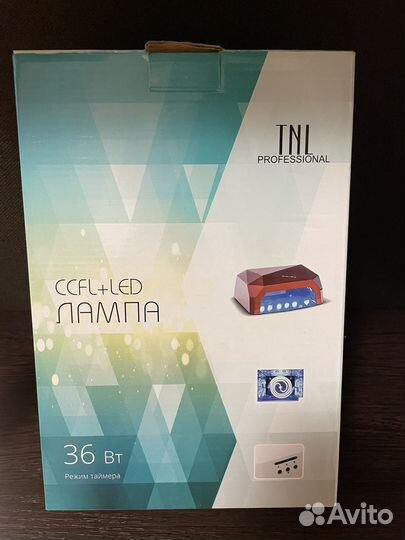 TNL
PROFESSIONAL
CCFL+LED
ЛАМПА
36 Вт
Режим таймера
Avito